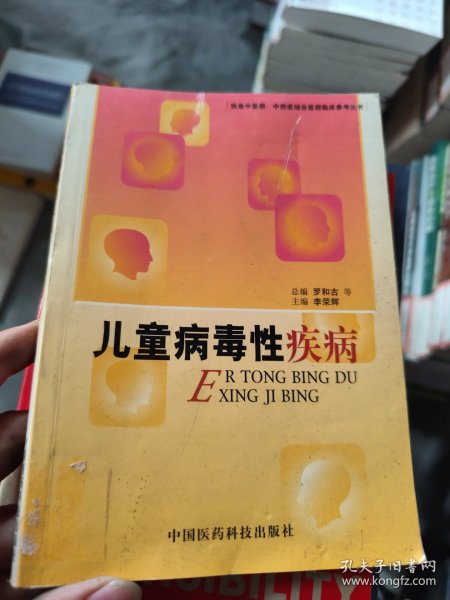 ［执业中医师、中西医结合医师临床参考丛书］
总编 罗和古 等
主编 李荣辉
儿童病毒性疾病
ER TONG BING DU
XING JI BING
中国医药科技出版社
SIBILITY
孔夫子旧书网
www.kongfz.com